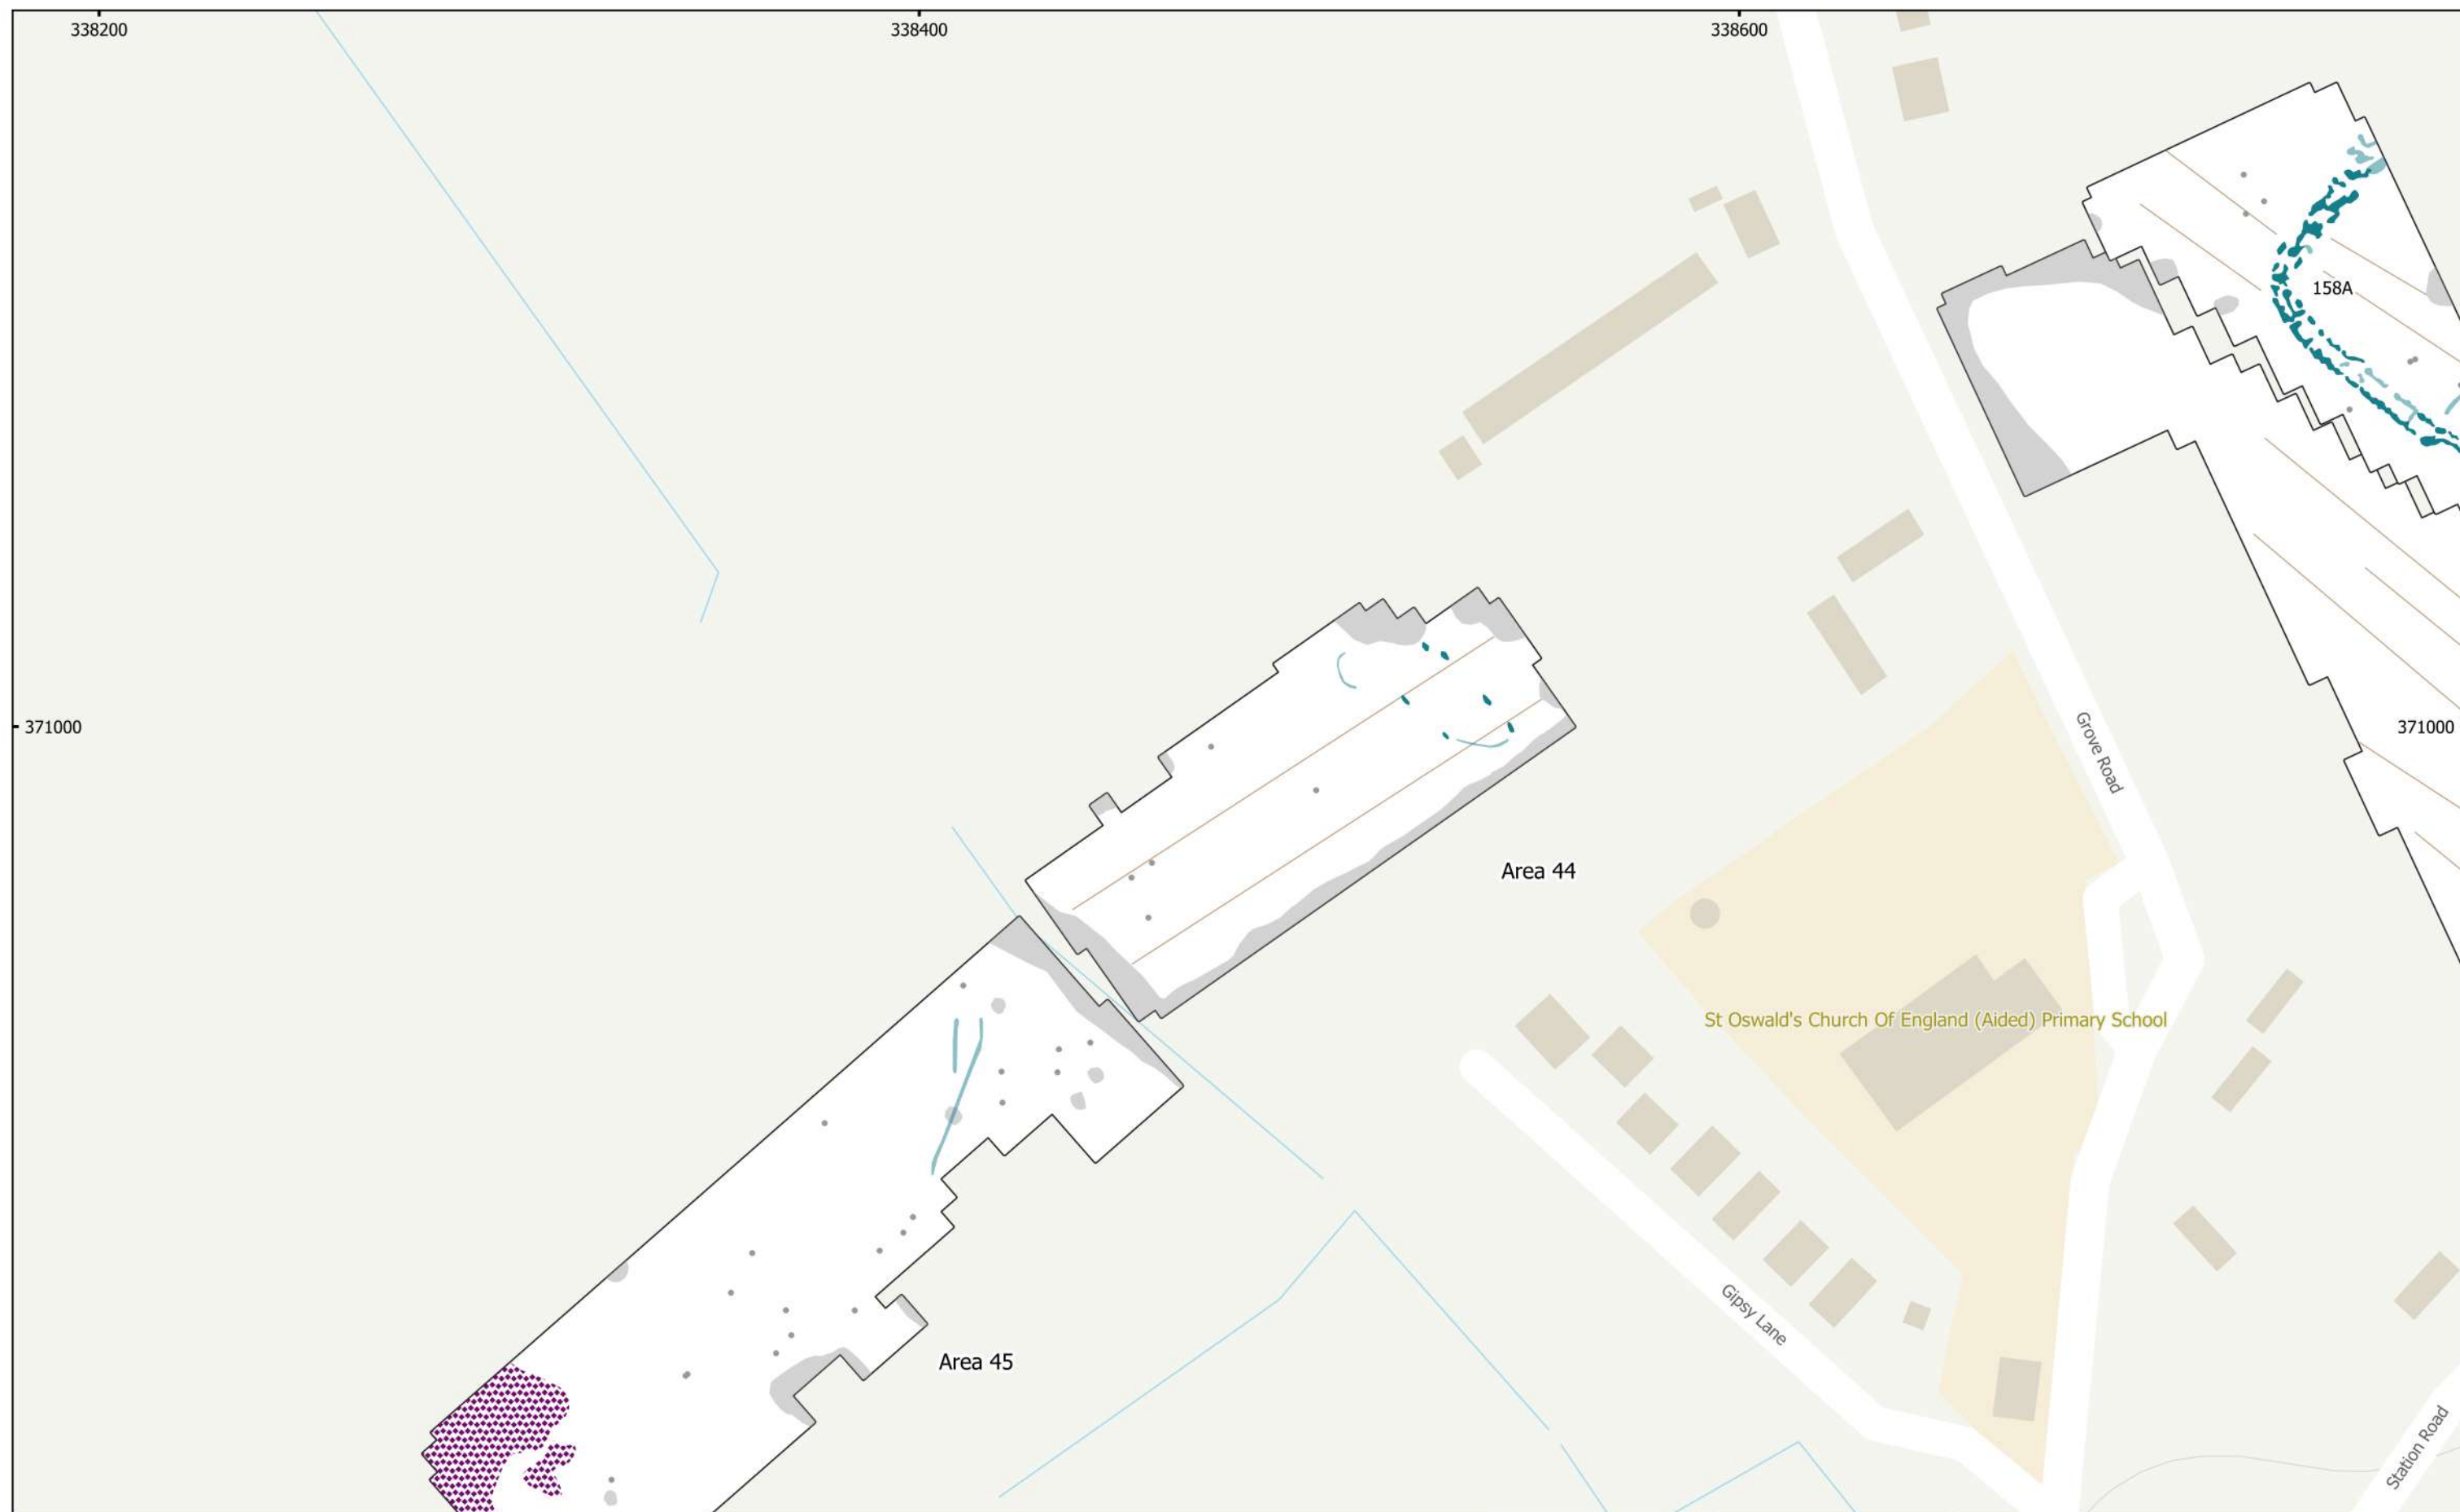 338200
338400
338600
158A
371000
371000
Grove Road
Area 44
St Oswald's Church Of England (Aided) Primary School
Gipsy Lane
Area 45
Station Road